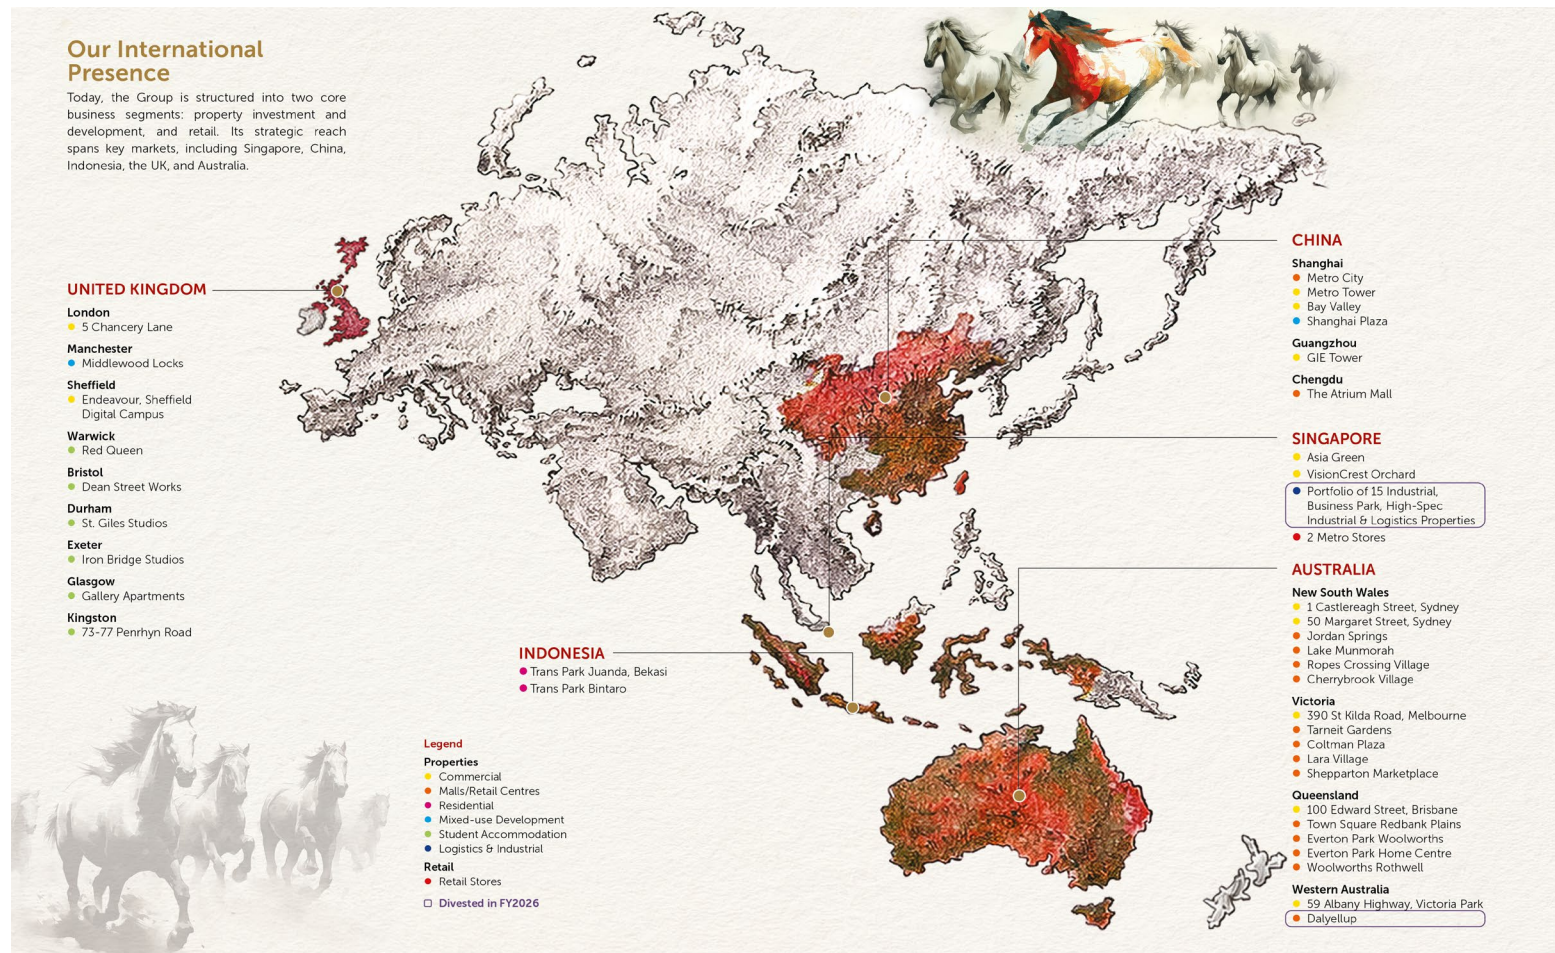 Our International
Presence
Today, the Group is structured into two core
business segments: property investment and
development, and retail. Its strategic reach
spans key markets, including Singapore, China,
Indonesia, the UK, and Australia.
UNITED KINGDOM
London
5 Chancery Lane
Manchester
Middlewood Locks
Sheffield
Endeavour, Sheffield
Digital Campus
Warwick
Red Queen
Bristol
Dean Street Works
Durham
St. Giles Studios
Exeter
Iron Bridge Studios
Glasgow
Gallery Apartments
Kingston
73-77 Penrhyn Road
INDONESIA
Trans Park Juanda, Bekasi
Trans Park Bintaro
Legend
Properties
Commercial
Malls/Retail Centres
Residential
Mixed-use Development
Student Accommodation
Logistics & Industrial
Retail
Retail Stores
Divested in FY2026
CHINA
Shanghai
Metro City
Metro Tower
Bay Valley
Shanghai Plaza
Guangzhou
GIE Tower
Chengdu
The Atrium Mall
SINGAPORE
Asia Green
VisionCrest Orchard
Portfolio of 15 Industrial,
Business Park, High-Spec
Industrial & Logistics Properties
2 Metro Stores
AUSTRALIA
New South Wales
1 Castlereagh Street, Sydney
50 Margaret Street, Sydney
Jordan Springs
Lake Munmorah
Ropes Crossing Village
Cherrybrook Village
Victoria
390 St Kilda Road, Melbourne
Tarneit Gardens
Coltman Plaza
Lara Village
Shepparton Marketplace
Queensland
100 Edward Street, Brisbane
Town Square Redbank Plains
Everton Park Woolworths
Everton Park Home Centre
Woolworths Rothwell
Western Australia
59 Albany Highway, Victoria Park
Dalyellup